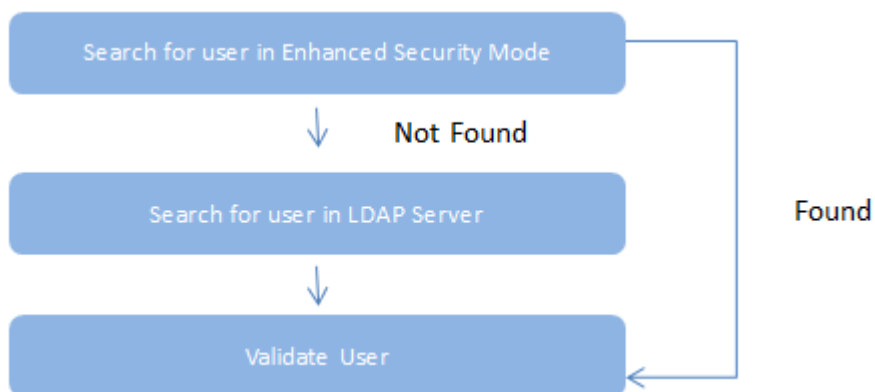 Search for user in Enhanced Security Mode
Not Found
Search for user in LDAP Server
Found
Validate User